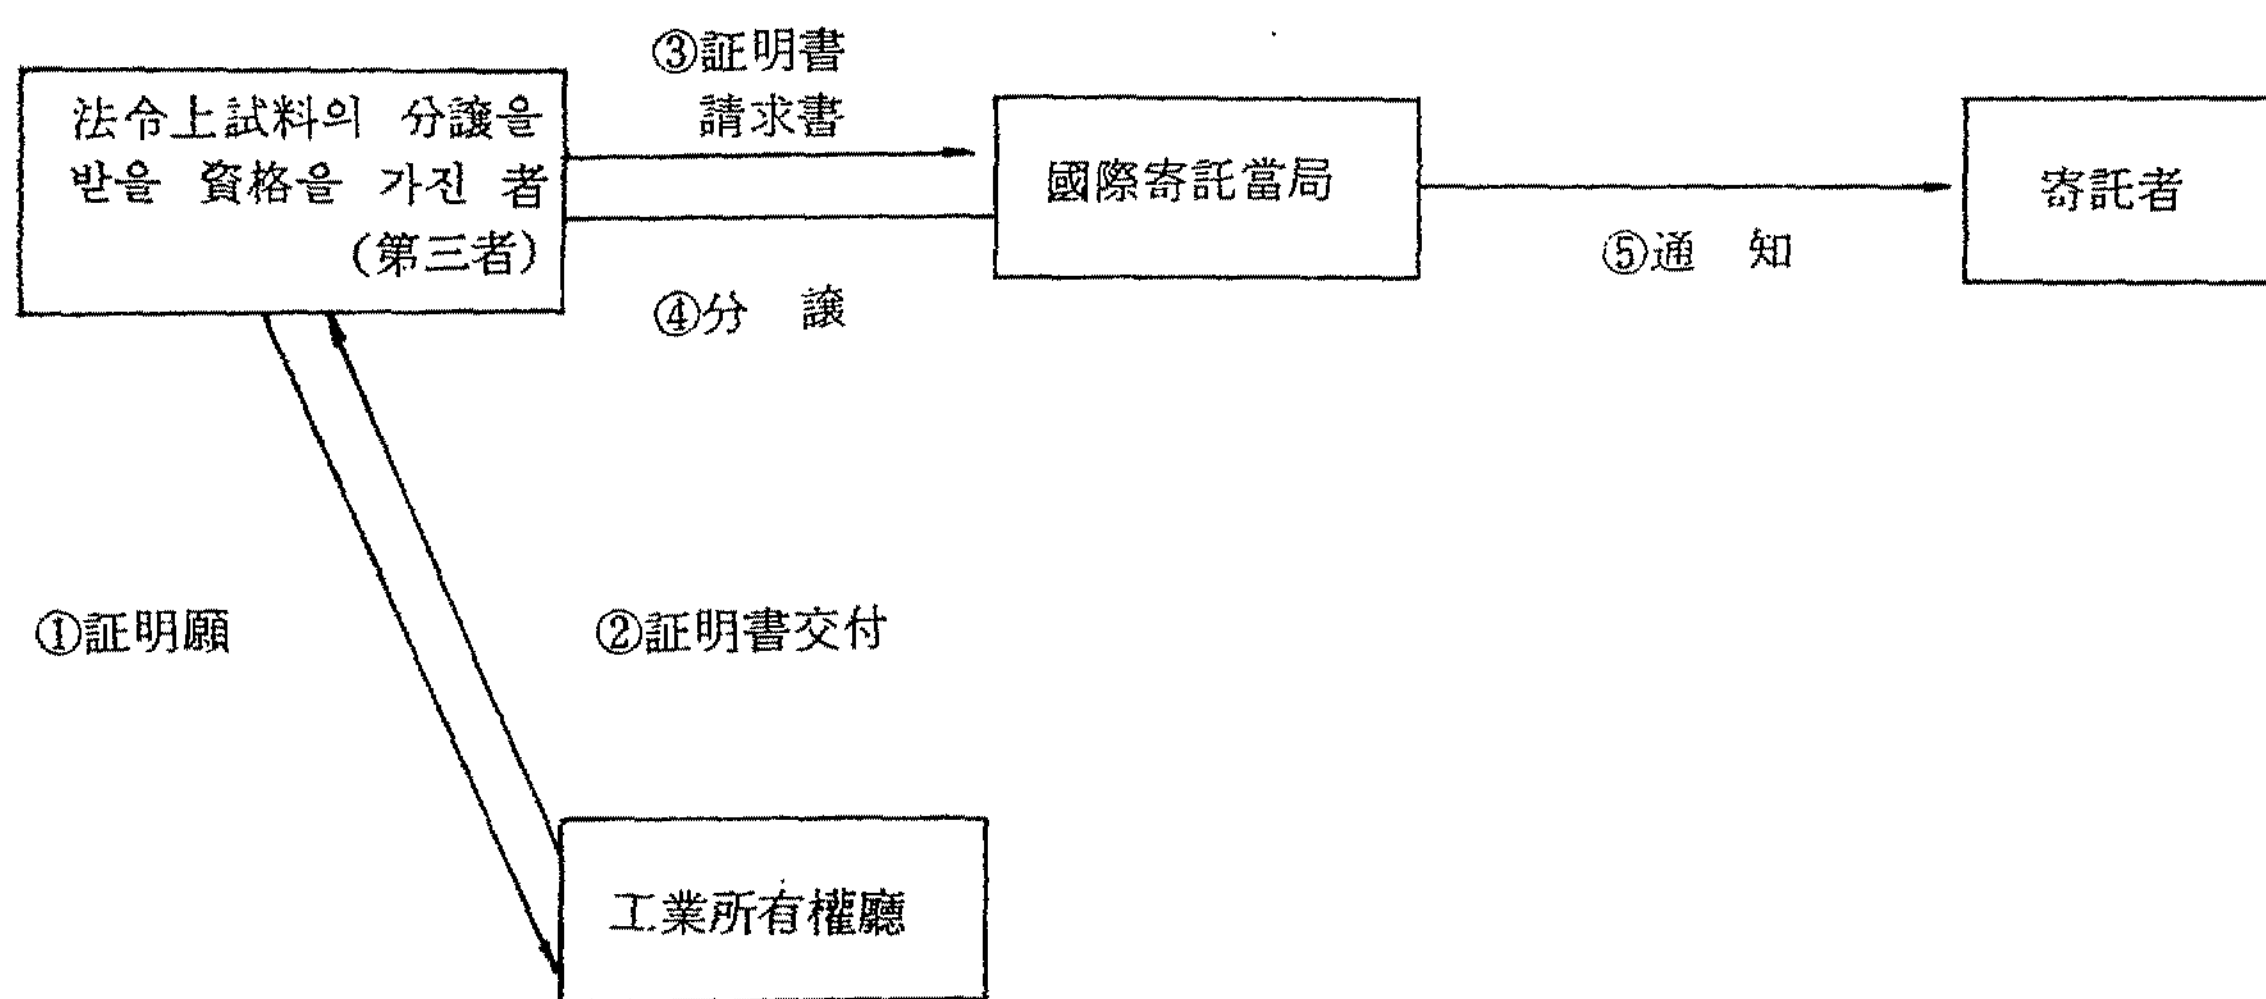 ③証明書
請求書
法令上試料의 分譲을
받을 資格을 가진 者
(第三者)
國際寄託當局
寄託者
⑤通 知
④分 譲
①証明願
②証明書交付
工業所有權廳